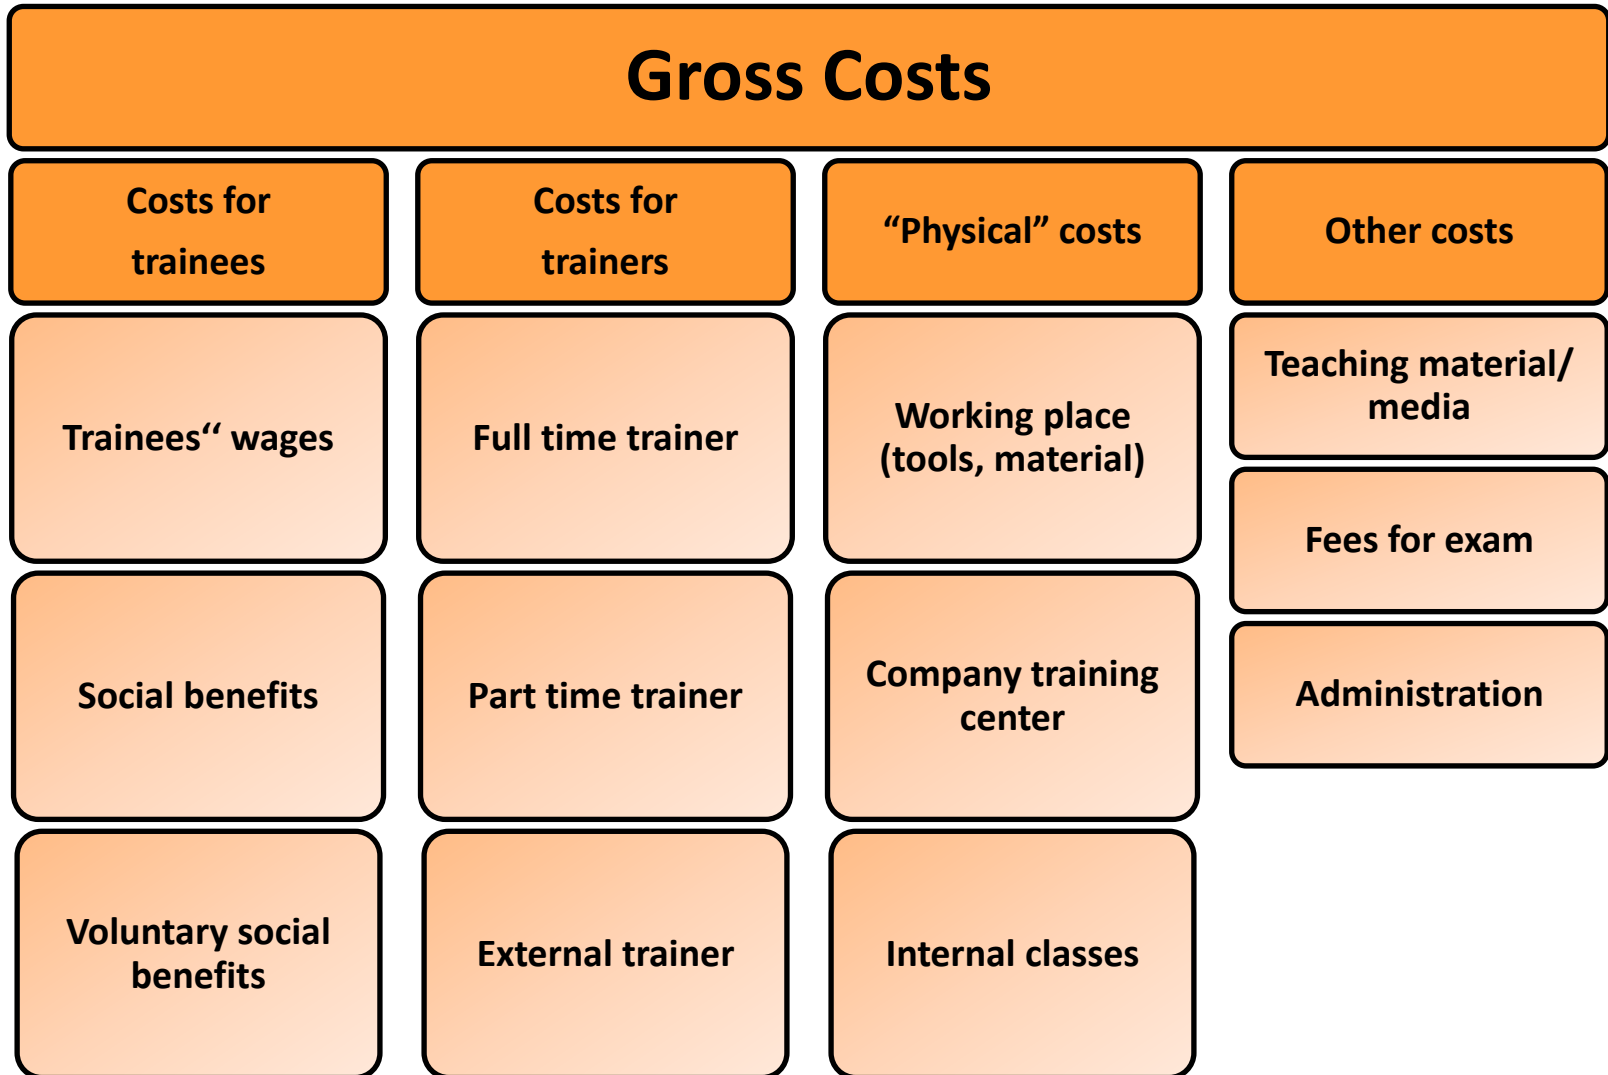 Gross Costs
Costs for
trainees
Trainees“ wages
Social benefits
Voluntary social
benefits
Costs for
trainers
Full time trainer
Part time trainer
External trainer
“Physical” costs
Working place
(tools, material)
Company training
center
Internal classes
Other costs
Teaching material/
media
Fees for exam
Administration